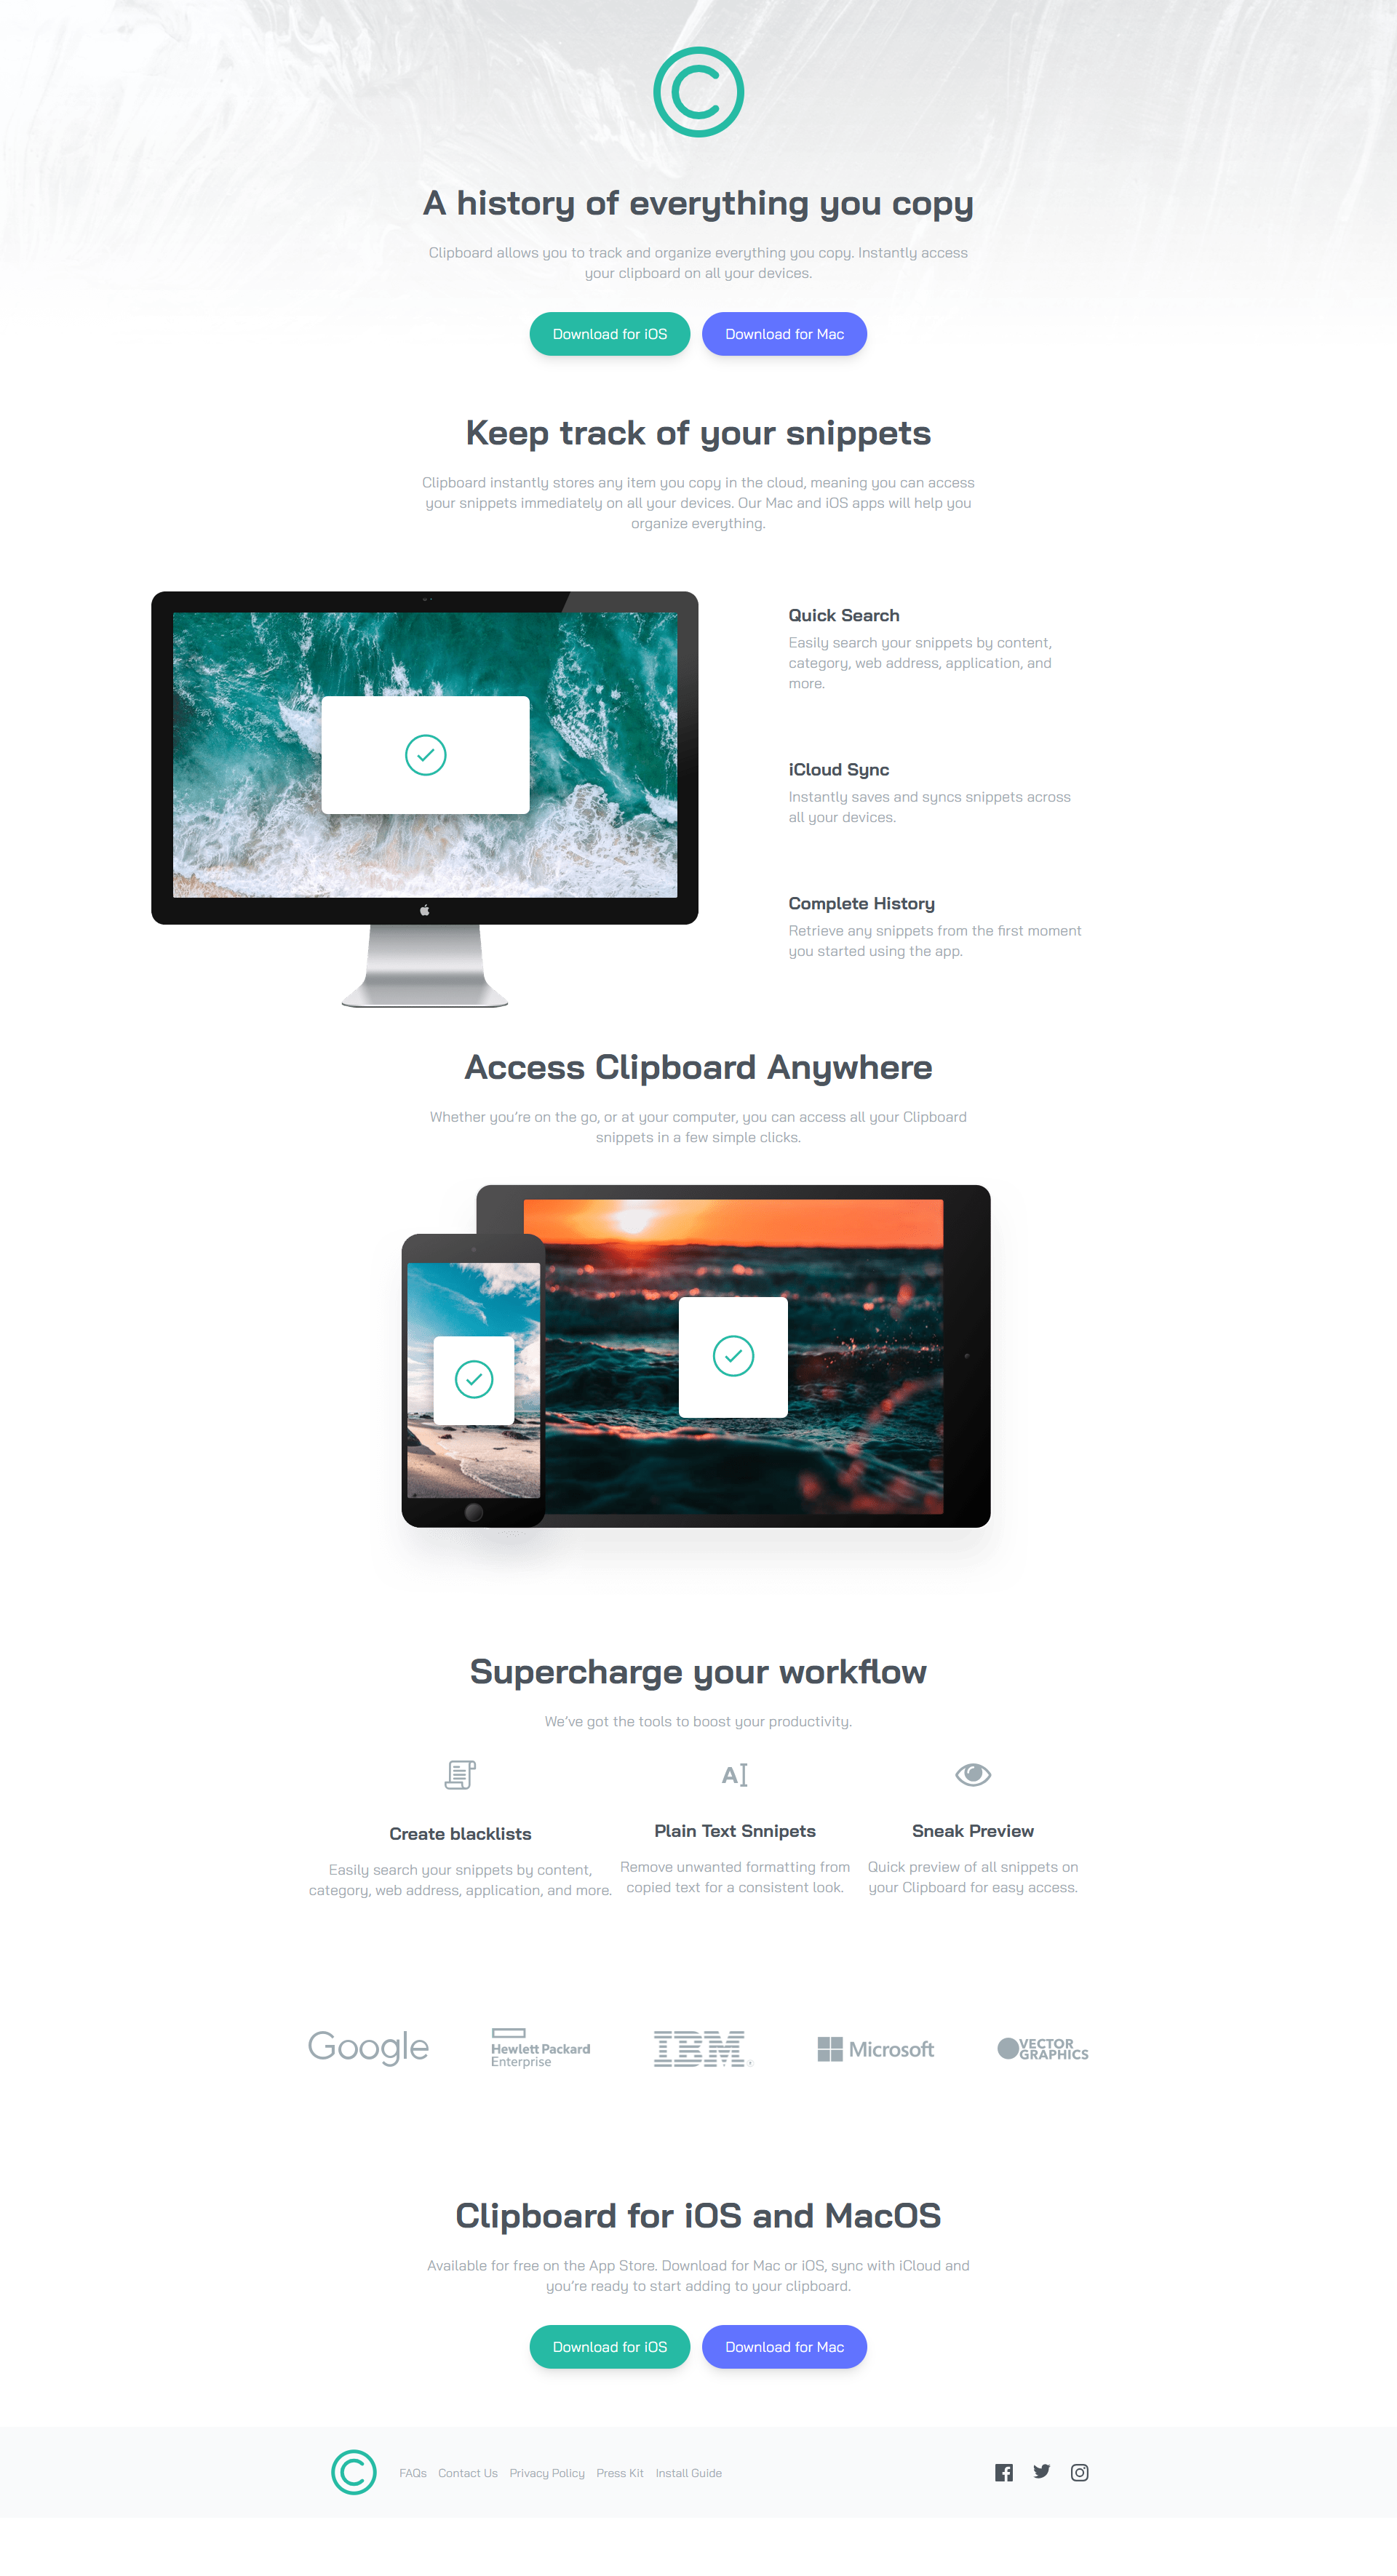 A history of everything you copy
Clipboard allows you to track and organize everything you copy. Instantly access
your clipboard on all your devices.
Download for iOS
Download for Mac
Keep track of your snippets
Clipboard instantly stores any item you copy in the cloud, meaning you can access
your snippets immediately on all your devices. Our Mac and iOS apps will help you
organize everything.
Quick Search
Easily search your snippets by content,
category, web address, application, and
more.
iCloud Sync
Instantly saves and syncs snippets across
all your devices.
Complete History
Retrieve any snippets from the first moment
you started using the app.
Access Clipboard Anywhere
Whether you’re on the go, or at your computer, you can access all your Clipboard
snippets in a few simple clicks.
Supercharge your workflow
We’ve got the tools to boost your productivity.
Create blacklists
Easily search your snippets by content,
category, web address, application, and more.
Plain Text Snnipets
Remove unwanted formatting from
copied text for a consistent look.
Sneak Preview
Quick preview of all snippets on
your Clipboard for easy access.
Google
Hewlett Packard
Enterprise
IBM
Microsoft
VECTOR
GRAPHICS
Clipboard for iOS and MacOS
Available for free on the App Store. Download for Mac or iOS, sync with iCloud and
you’re ready to start adding to your clipboard.
Download for iOS
Download for Mac
FAQs
Contact Us
Privacy Policy
Press Kit
Install Guide